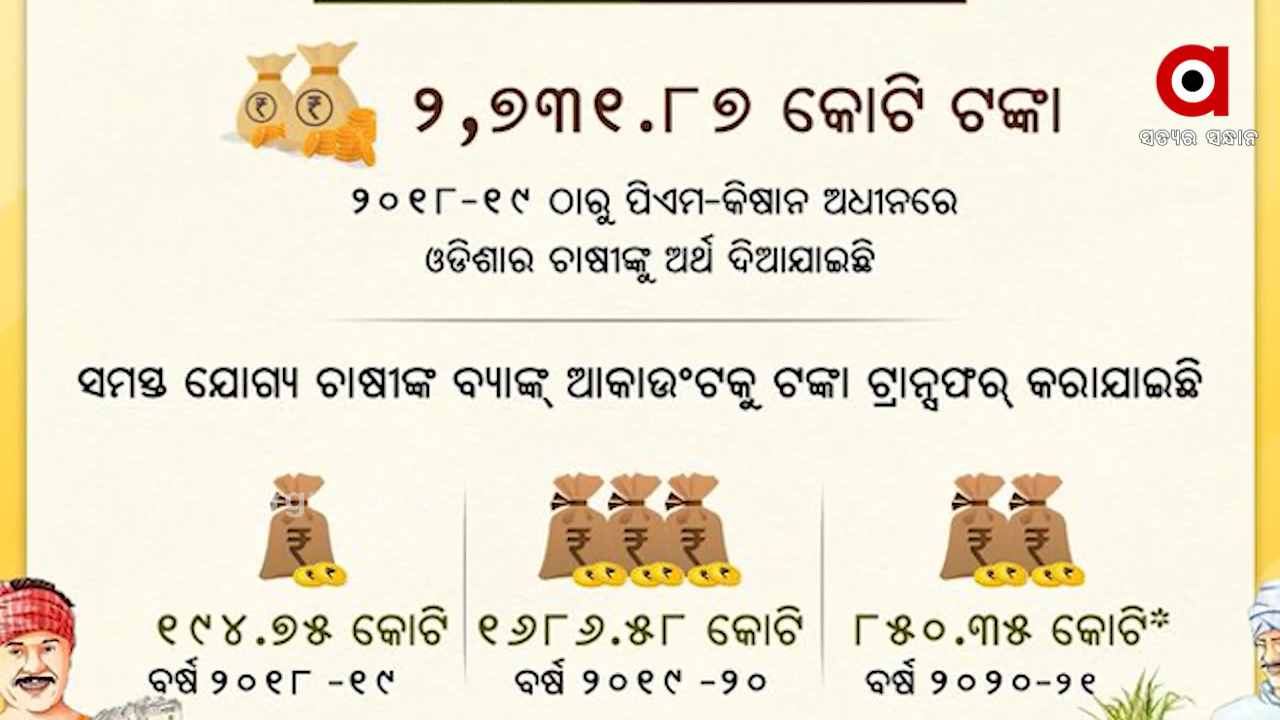 ୨,୭୩୧.୮୭ କୋଟି ଟଙ୍କା
ସତ୍ୟର ସନ୍ଧାନ
୨୦୧୮-୧୯ ଠାରୁ ପିଏମ-କିଷାନ ଅଧୀନରେ
ଓଡିଶାର ଚାଷୀଙ୍କୁ ଅର୍ଥ ଦିଆଯାଇଛି
ସମସ୍ତ ଯୋଗ୍ୟ ଚାଷୀଙ୍କ ବ୍ୟାଙ୍କ୍ ଆକାଉଂଟକୁ ଟଙ୍କା ଟ୍ରାନ୍ସଫର୍ କରାଯାଇଛି
୧୯୪.୭୫ କୋଟି
ବର୍ଷ ୨୦୧୮ -୧୯
୧୬୮୬.୫୮ କୋଟି
ବର୍ଷ ୨୦୧୯ -୨୦
୮୫୦.୩୫ କୋଟି*
ବର୍ଷ ୨୦୨୦-୨୧